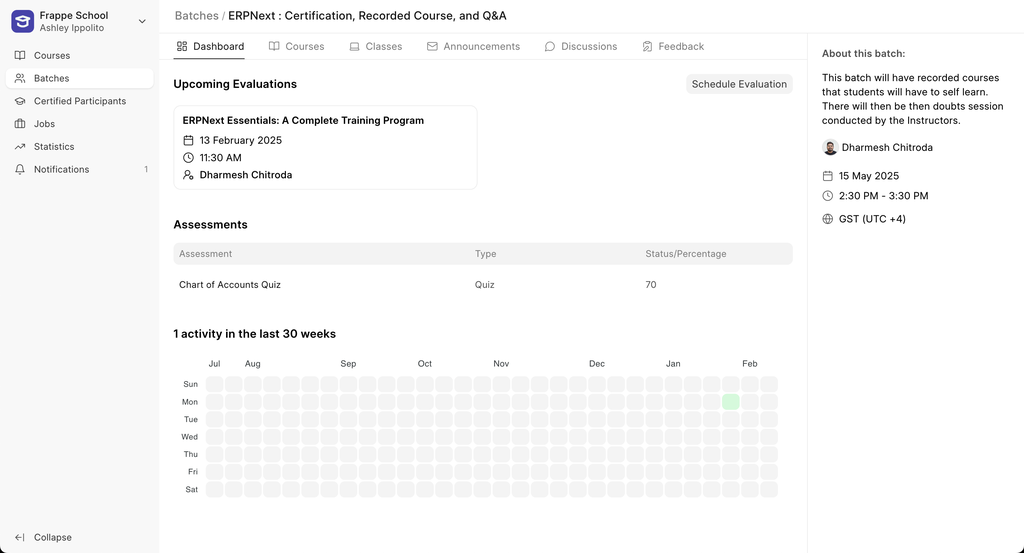 Frappe School
Ashley Ippolito
Courses
Batches
Certified Participants
Jobs
Statistics
Notifications 1
Collapse
Batches / ERPNext : Certification, Recorded Course, and Q&A
Dashboard Courses Classes Announcements Discussions Feedback
Upcoming Evaluations Schedule Evaluation
ERPNext Essentials: A Complete Training Program
13 February 2025
11:30 AM
Dharmesh Chitroda
Assessments
Assessment Type Status/Percentage
Chart of Accounts Quiz Quiz 70
1 activity in the last 30 weeks
Jul Aug Sep Oct Nov Dec Jan Feb
Sun
Mon
Tue
Wed
Thu
Fri
Sat
About this batch:
This batch will have recorded courses
that students will have to self learn.
There will then be then doubts session
conducted by the Instructors.
Dharmesh Chitroda
15 May 2025
2:30 PM - 3:30 PM
GST (UTC +4)